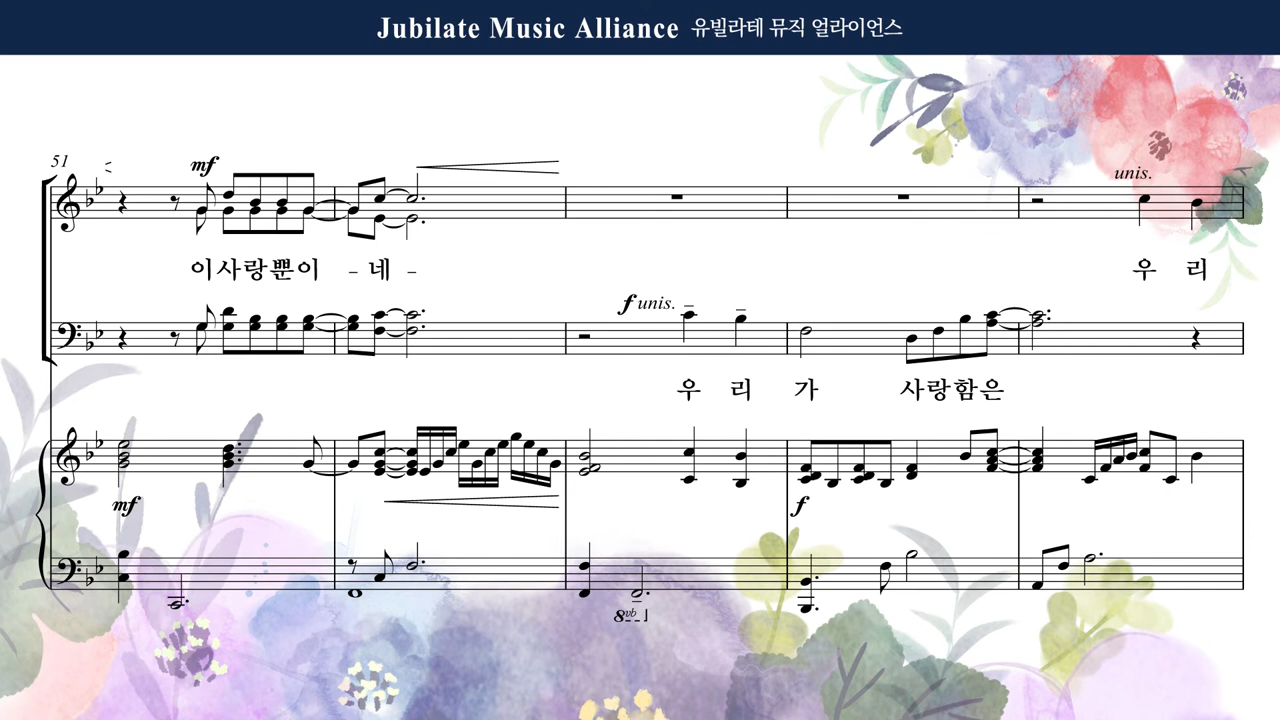 Jubilate Music Alliance 유빌라테 뮤직 얼라이언스
51
mf
unis.
이사랑뿐이 - 네 -
우 리
f unis.
우 리 가 사랑함은
mf
f
8vb